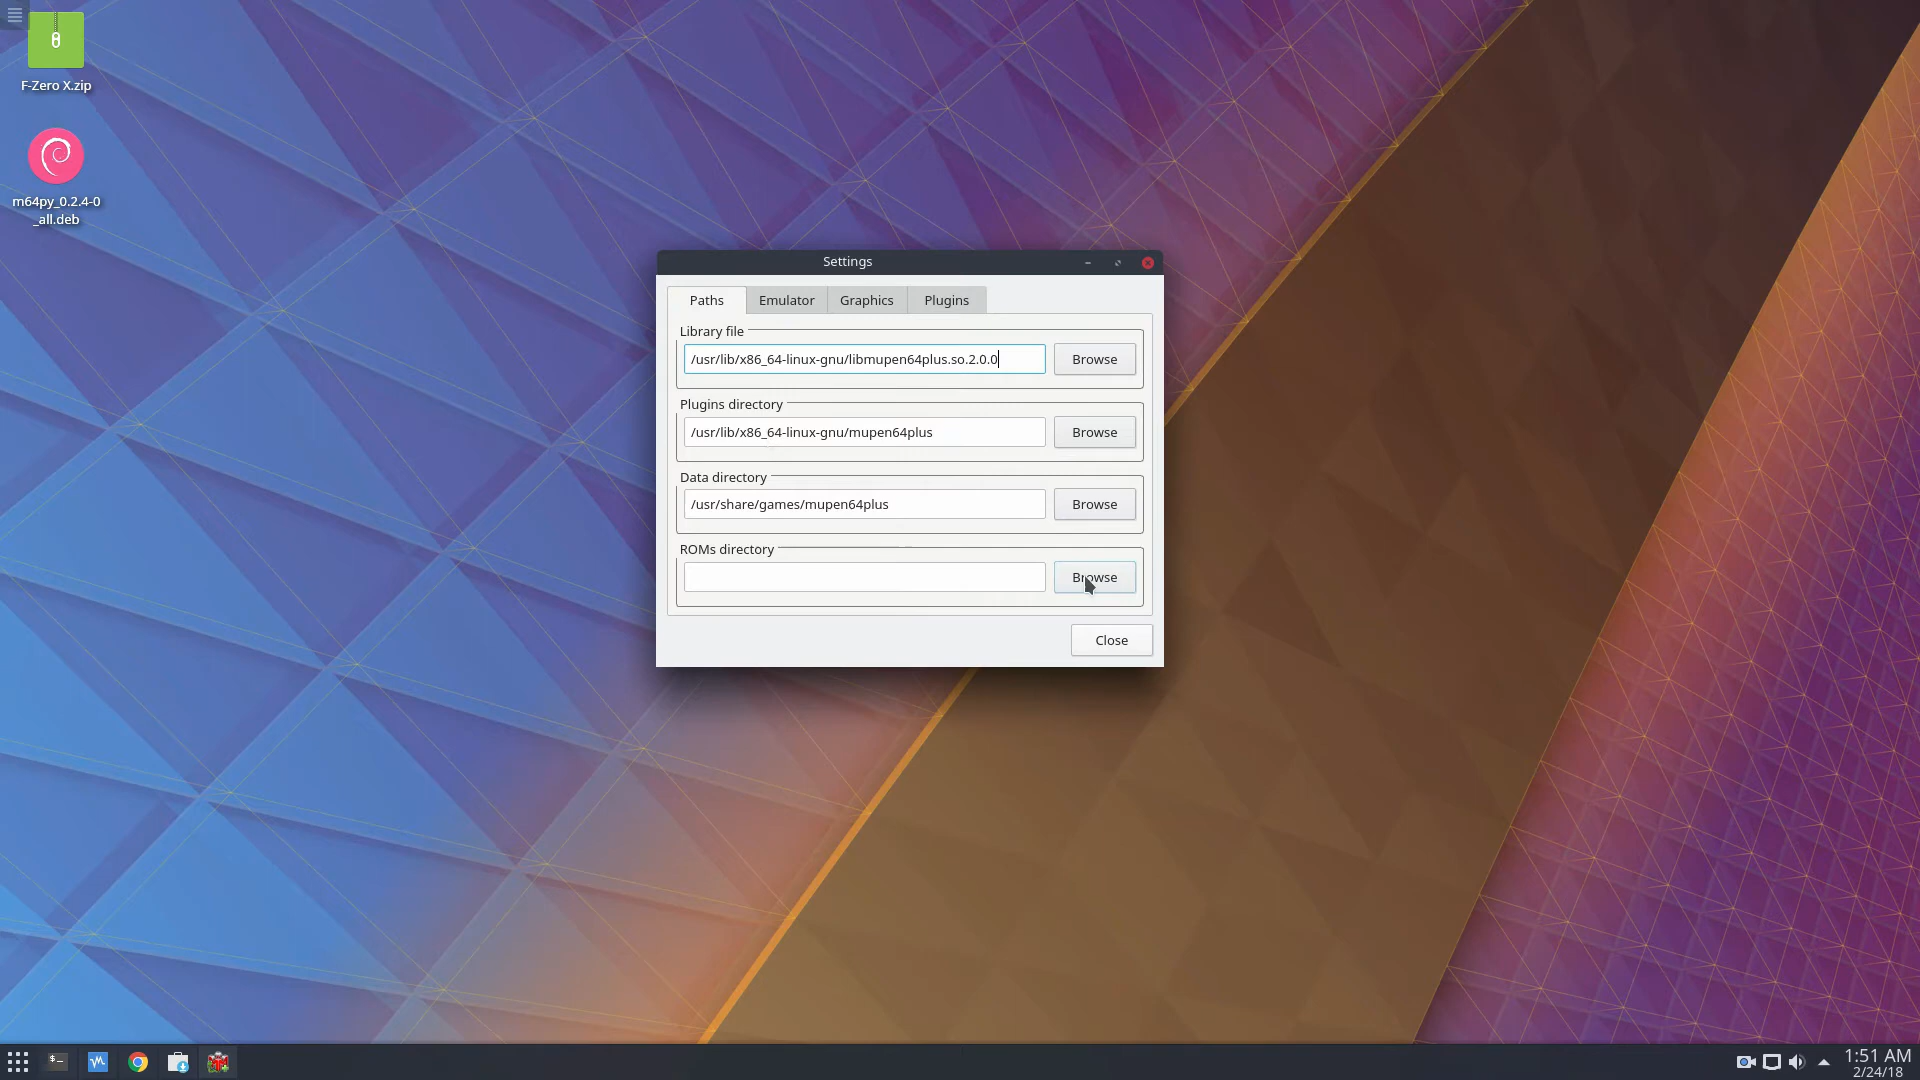 F-Zero X.zip
m64py_0.2.4-0
_all.deb
Settings
Paths
Emulator
Graphics
Plugins
Library file
/usr/lib/x86_64-linux-gnu/libmupen64plus.so.2.0.0
Browse
Plugins directory
/usr/lib/x86_64-linux-gnu/mupen64plus
Browse
Data directory
/usr/share/games/mupen64plus
Browse
ROMs directory
Browse
Close
1:51 AM
2/24/18